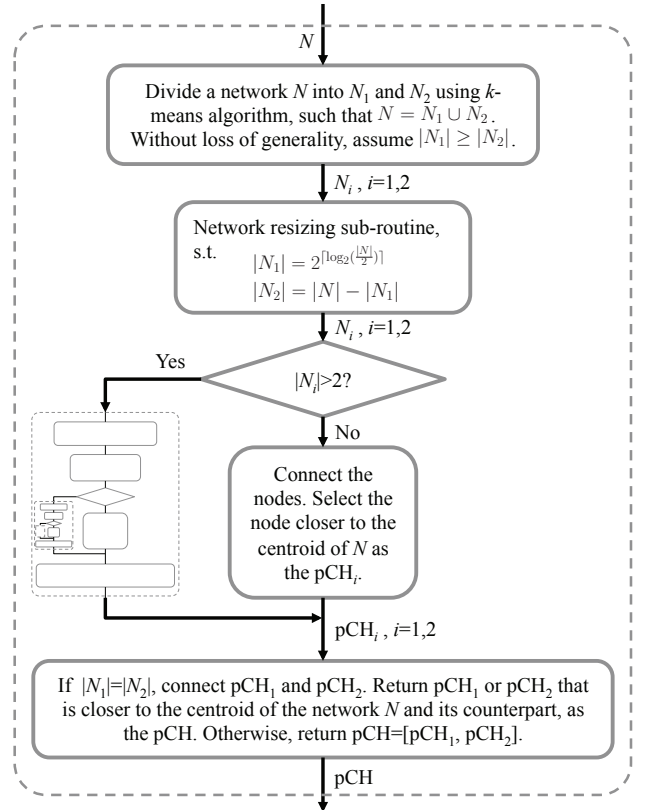 N
Divide a network N into N₁ and N₂ using k-
means algorithm, such that N = N₁ ∪ N₂.
Without loss of generality, assume |N₁| ≥ |N₂|.
Nᵢ , i=1,2
Network resizing sub-routine,
s.t. |N₁| = 2^⌈log₂(|N|/2)⌉
|N₂| = |N| − |N₁|
Nᵢ , i=1,2
Yes
|Nᵢ|>2?
No
Connect the
nodes. Select the
node closer to the
centroid of N as
the pCHᵢ.
pCHᵢ , i=1,2
If |N₁|=|N₂|, connect pCH₁ and pCH₂. Return pCH₁ or pCH₂ that
is closer to the centroid of the network N and its counterpart, as
the pCH. Otherwise, return pCH=[pCH₁, pCH₂].
pCH